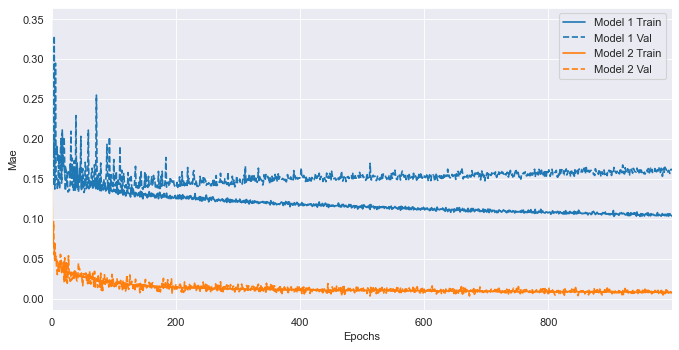 0.35
0.30
0.25
0.20
0.15
0.10
0.05
0.00
Mae
0
200
400
600
800
Epochs
Model 1 Train
Model 1 Val
Model 2 Train
Model 2 Val